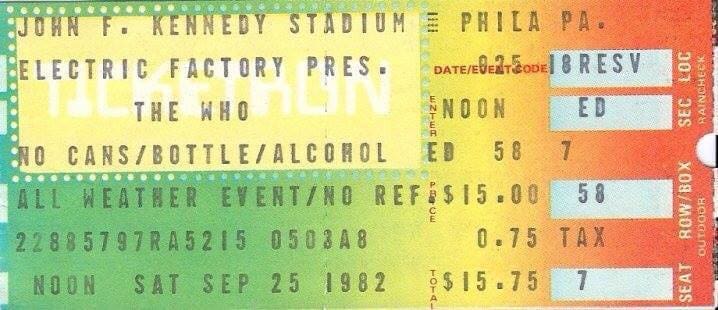 JOHN F. KENNEDY STADIUM PHILA PA.
ELECTRIC FACTORY PRES. DATE/EVENT CODE 925 18RESV
TICKETRON
THE WHO ENTER NOON ED
NO CANS/BOTTLE/ALCOHOL ED 58 7
ALL WEATHER EVENT/NO REF. PRICE $15.00 58
22885797RA5215 0503A8 0.75 TAX
NOON SAT SEP 25 1982 TOTAL $15.75 7
SEC LOC
RAINCHECK
ROW/BOX
OUTDOOR
SEAT